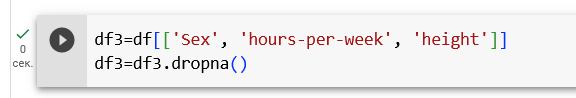 df3=df[['Sex', 'hours-per-week', 'height']]
0
df3=df3.dropna()
сек.